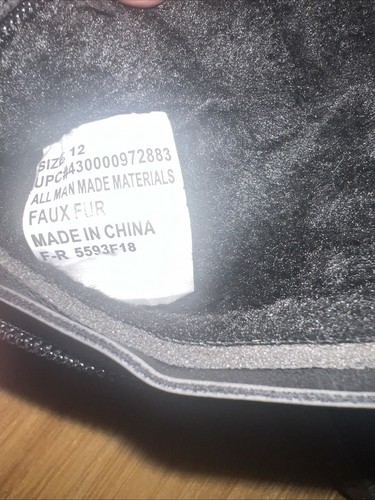 SIZE 12
UPC#430000972883
ALL MAN MADE MATERIALS
FAUX FUR
MADE IN CHINA
F-R 5593F18